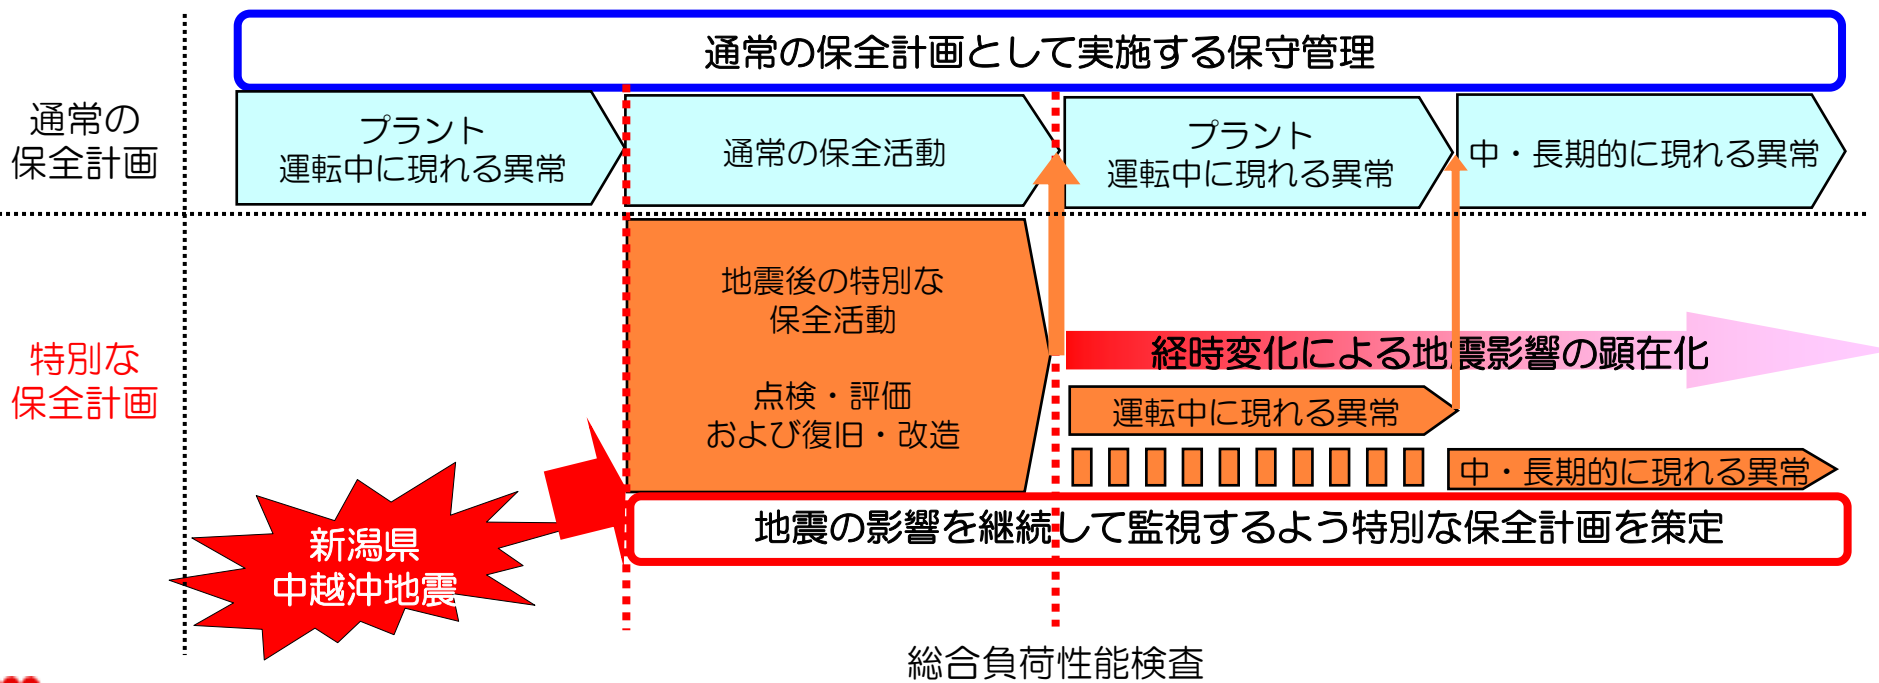 通常の保全計画として実施する保守管理
通常の
保全計画
プラント
運転中に現れる異常
通常の保全活動
プラント
運転中に現れる異常
中・長期的に現れる異常
特別な
保全計画
地震後の特別な
保全活動
点検・評価
および復旧・改造
経時変化による地震影響の顕在化
運転中に現れる異常
中・長期的に現れる異常
地震の影響を継続して監視するよう特別な保全計画を策定
新潟県
中越沖地震
総合負荷性能検査